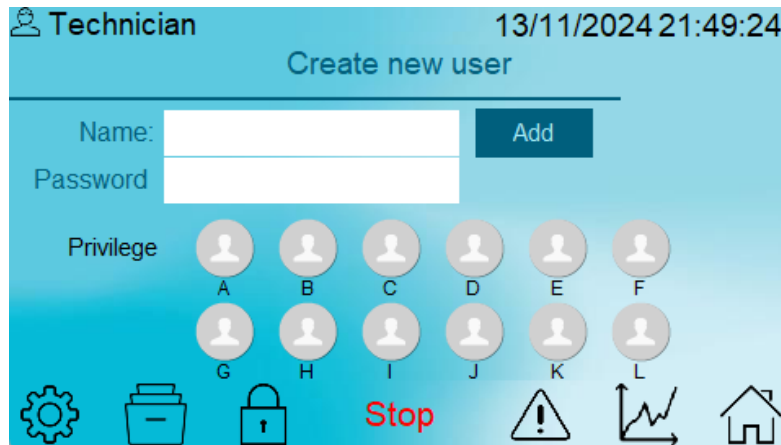 Technician 13/11/2024 21:49:24
Create new user
Name: Add
Password
Privilege
A B C D E F
G H I J K L
Stop